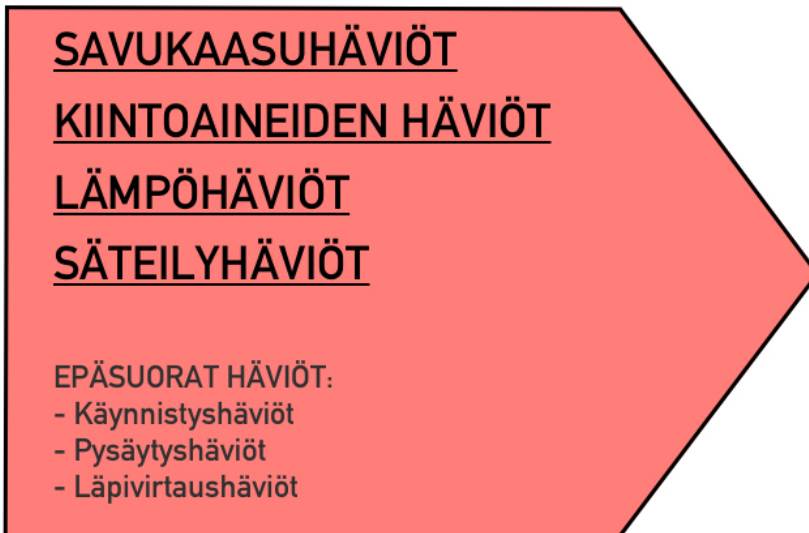 SAVUKAASUHÄVIÖT
KIINTOAINEIDEN HÄVIÖT
LÄMPÖHÄVIÖT
SÄTEILYHÄVIÖT
EPÄSUORAT HÄVIÖT:
- Käynnistyshäviöt
- Pysäytyshäviöt
- Läpivirtaushäviöt